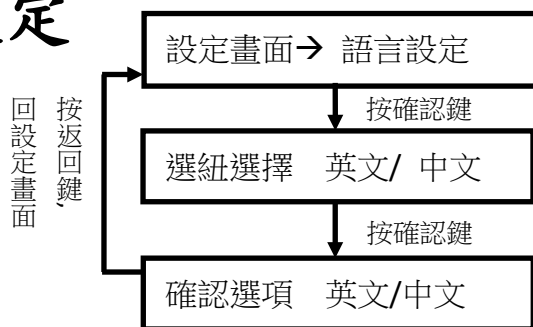 定
設定畫面→ 語言設定
按確認鍵
選紐選擇 英文/ 中文
按確認鍵
確認選項 英文/中文
按返回鍵,
回設定畫面